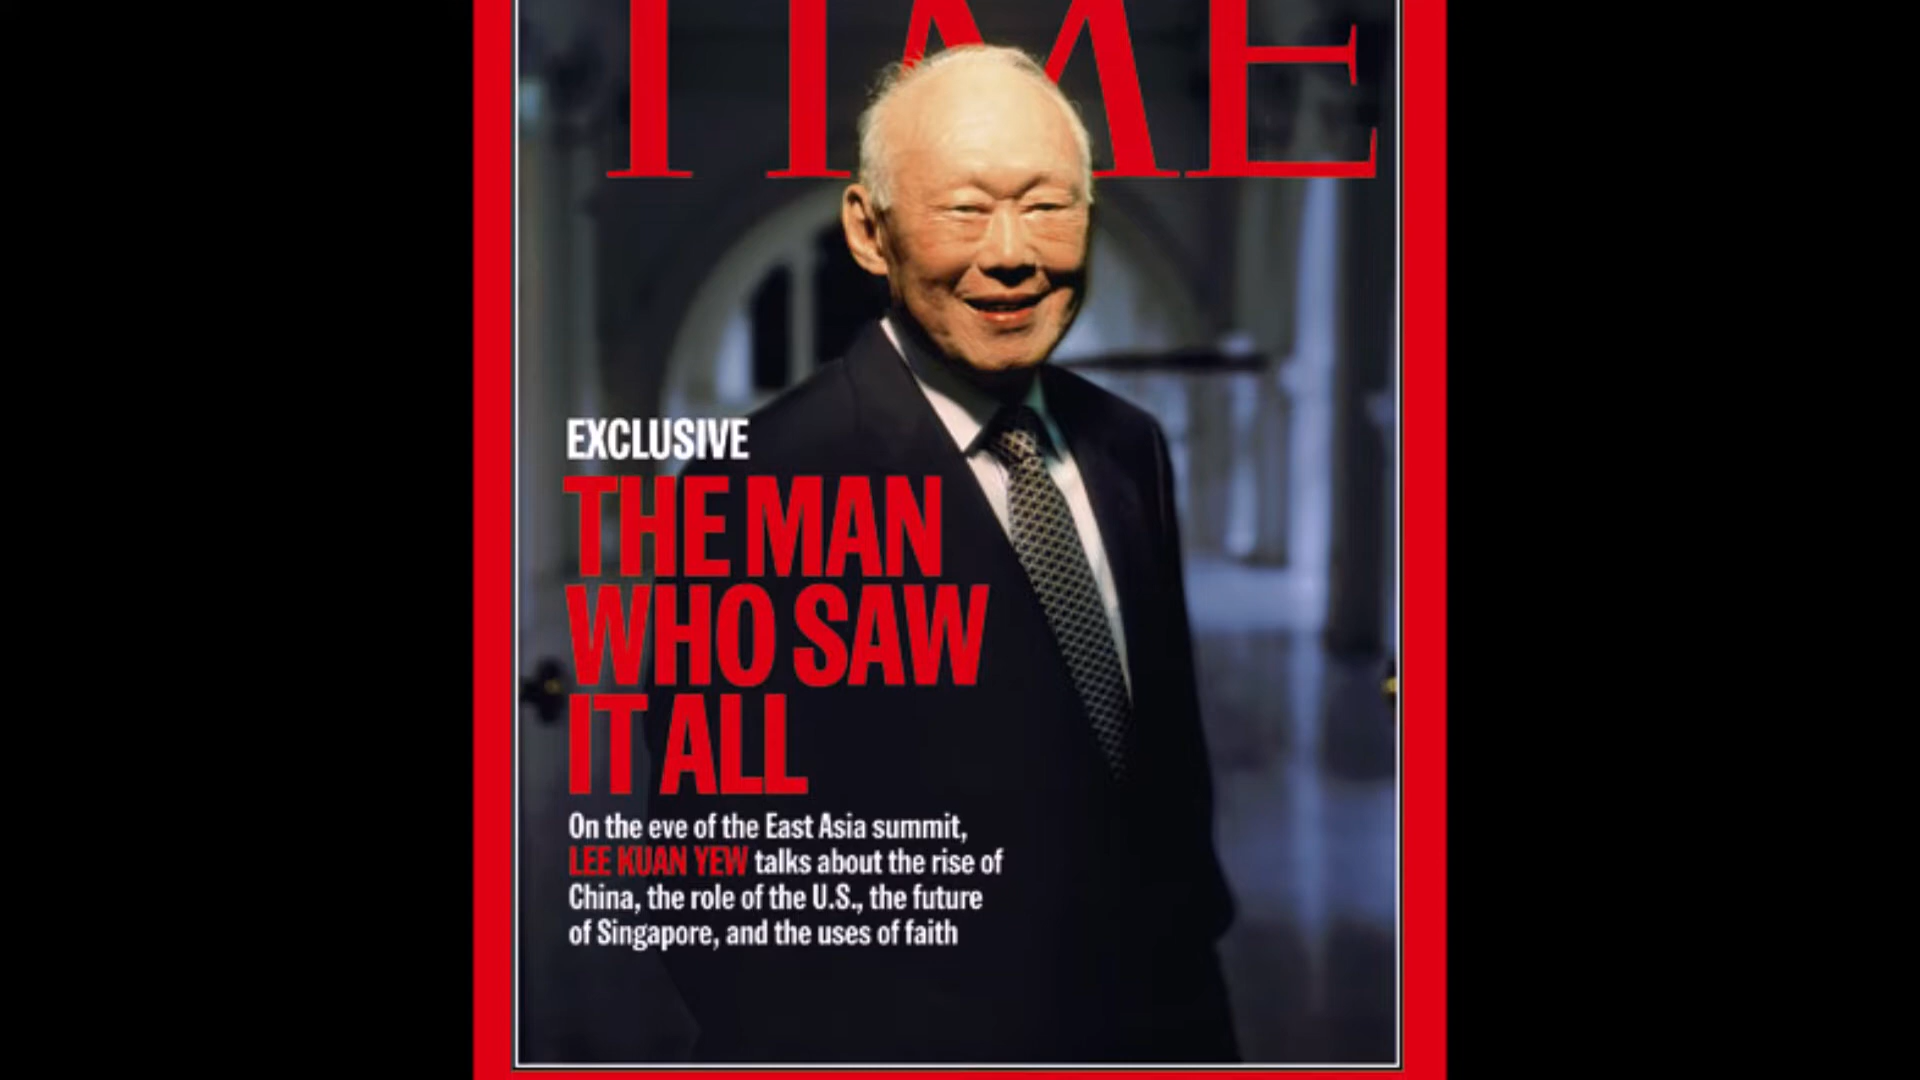 TIME
EXCLUSIVE
THE MAN
WHO SAW
IT ALL
On the eve of the East Asia summit,
LEE KUAN YEW talks about the rise of
China, the role of the U.S., the future
of Singapore, and the uses of faith